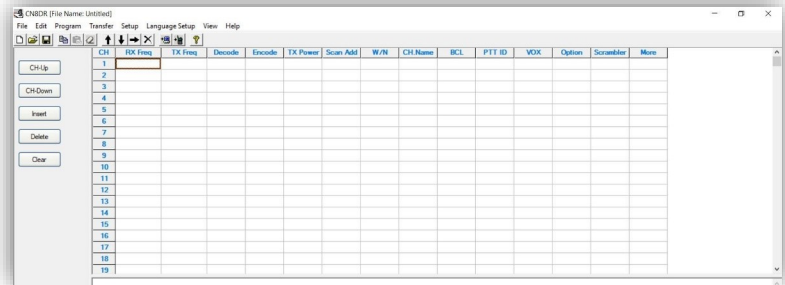 CN8DR [File Name: Untitled]
File Edit Program Transfer Setup Language Setup View Help
CH RX Freq TX Freq Decode Encode TX Power Scan Add W/N CH.Name BCL PTT ID VOX Option Scrambler More
CH-Up
CH-Down
Insert
Delete
Clear
1
2
3
4
5
6
7
8
9
10
11
12
13
14
15
16
17
18
19